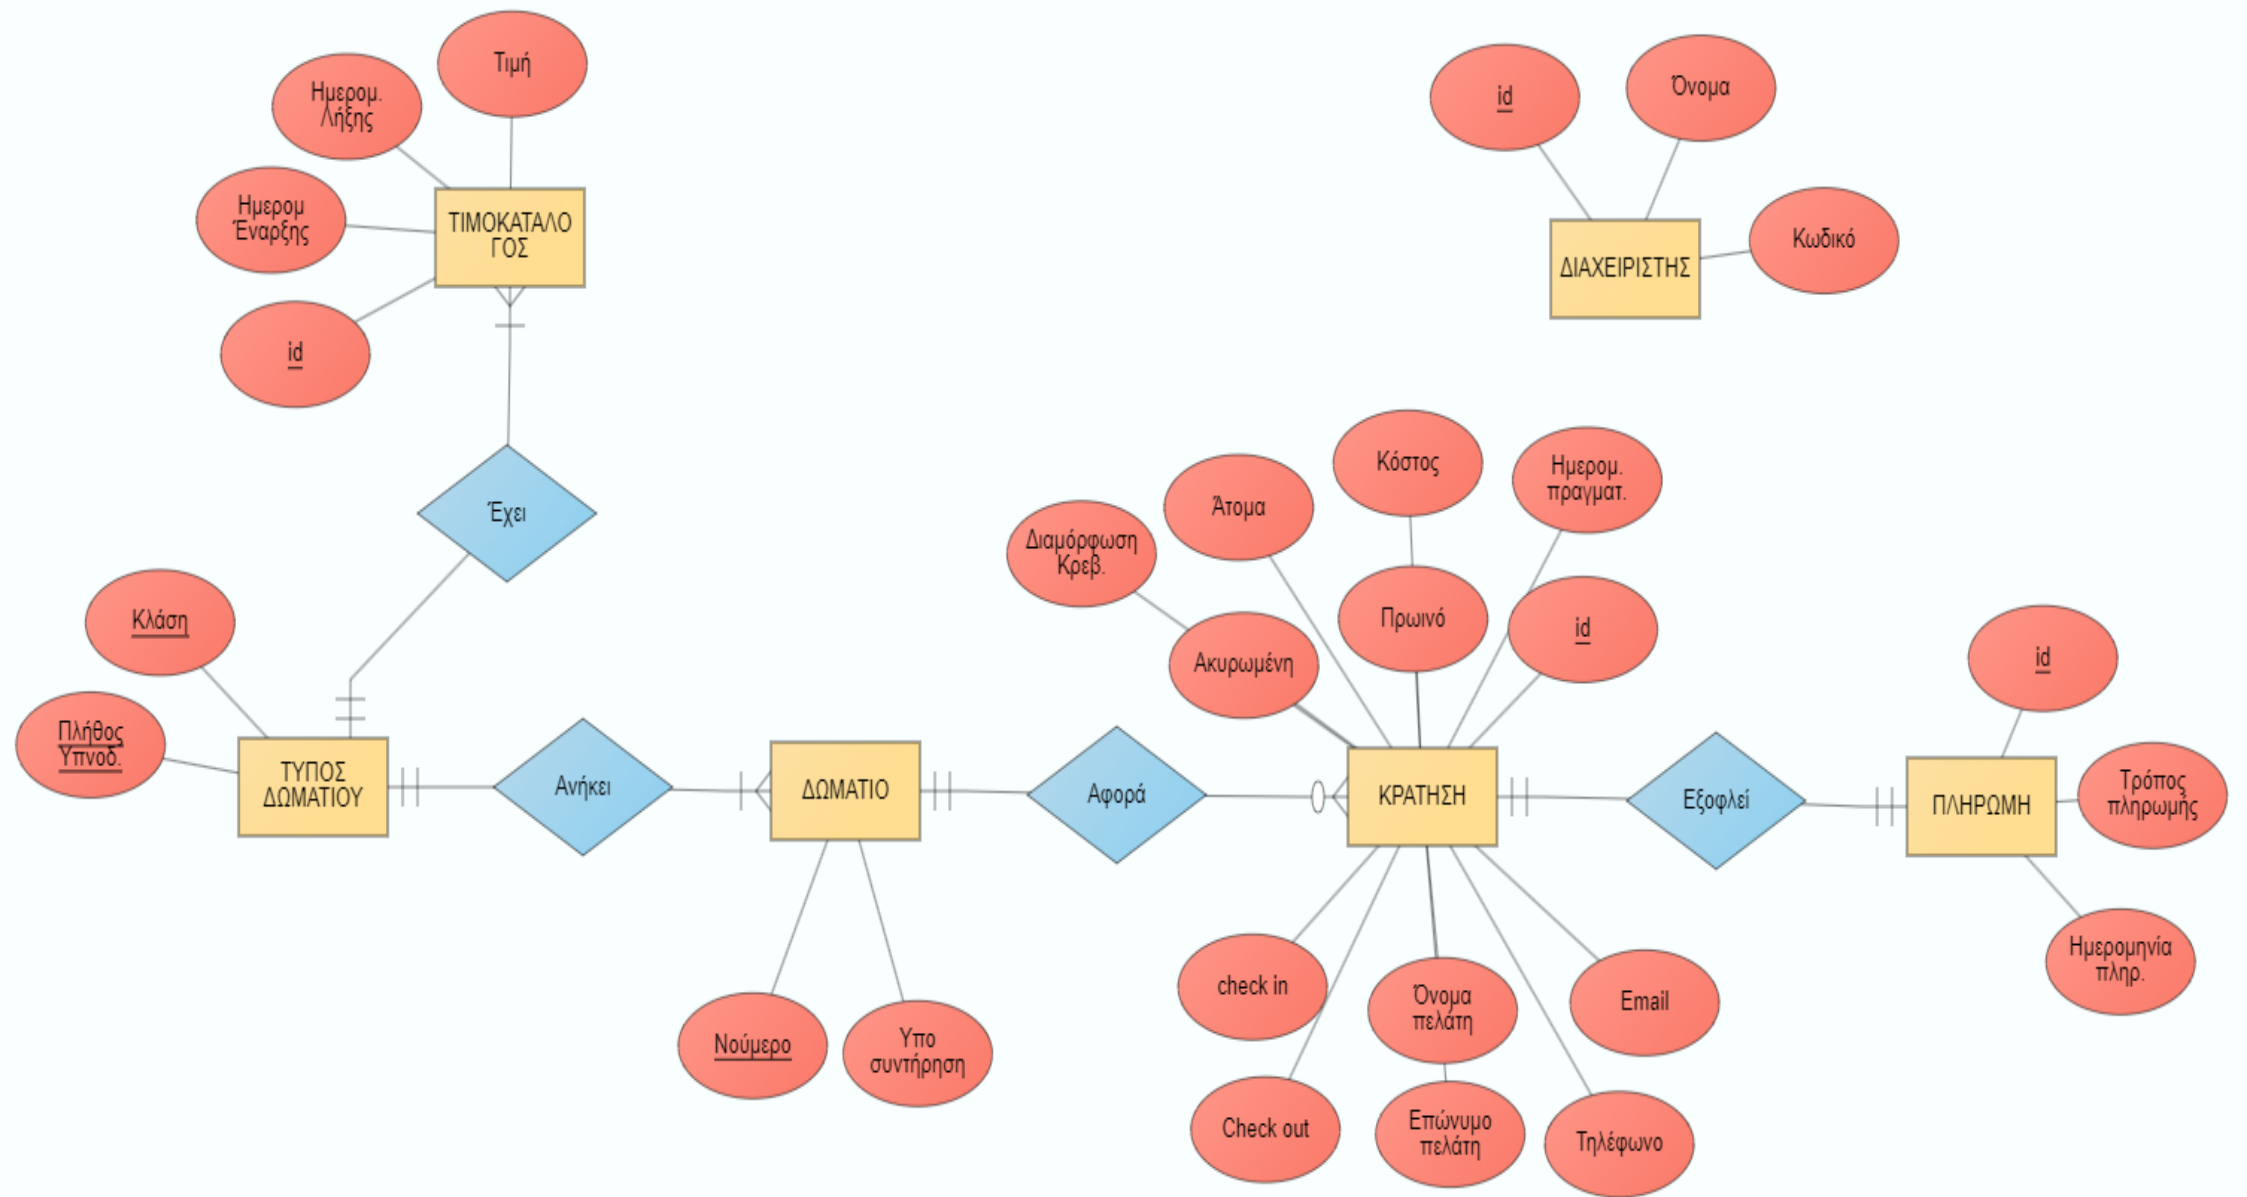 Τιμή
Ημερομ.
Λήξης
Ημερομ
Έναρξης
id
ΤΙΜΟΚΑΤΑΛΟ
ΓΟΣ
id
Όνομα
Κωδικό
ΔΙΑΧΕΙΡΙΣΤΗΣ
Έχει
Κλάση
Πλήθος
Υπνοδ.
ΤΥΠΟΣ
ΔΩΜΑΤΙΟΥ
Ανήκει
ΔΩΜΑΤΙΟ
Νούμερο
Υπο
συντήρηση
Αφορά
Διαμόρφωση
Κρεβ.
Άτομα
Κόστος
Ημερομ.
πραγματ.
Ακυρωμένη
Πρωινό
id
ΚΡΑΤΗΣΗ
check in
Check out
Όνομα
πελάτη
Επώνυμο
πελάτη
Email
Τηλέφωνο
Εξοφλεί
ΠΛΗΡΩΜΗ
id
Τρόπος
πληρωμής
Ημερομηνία
πληρ.